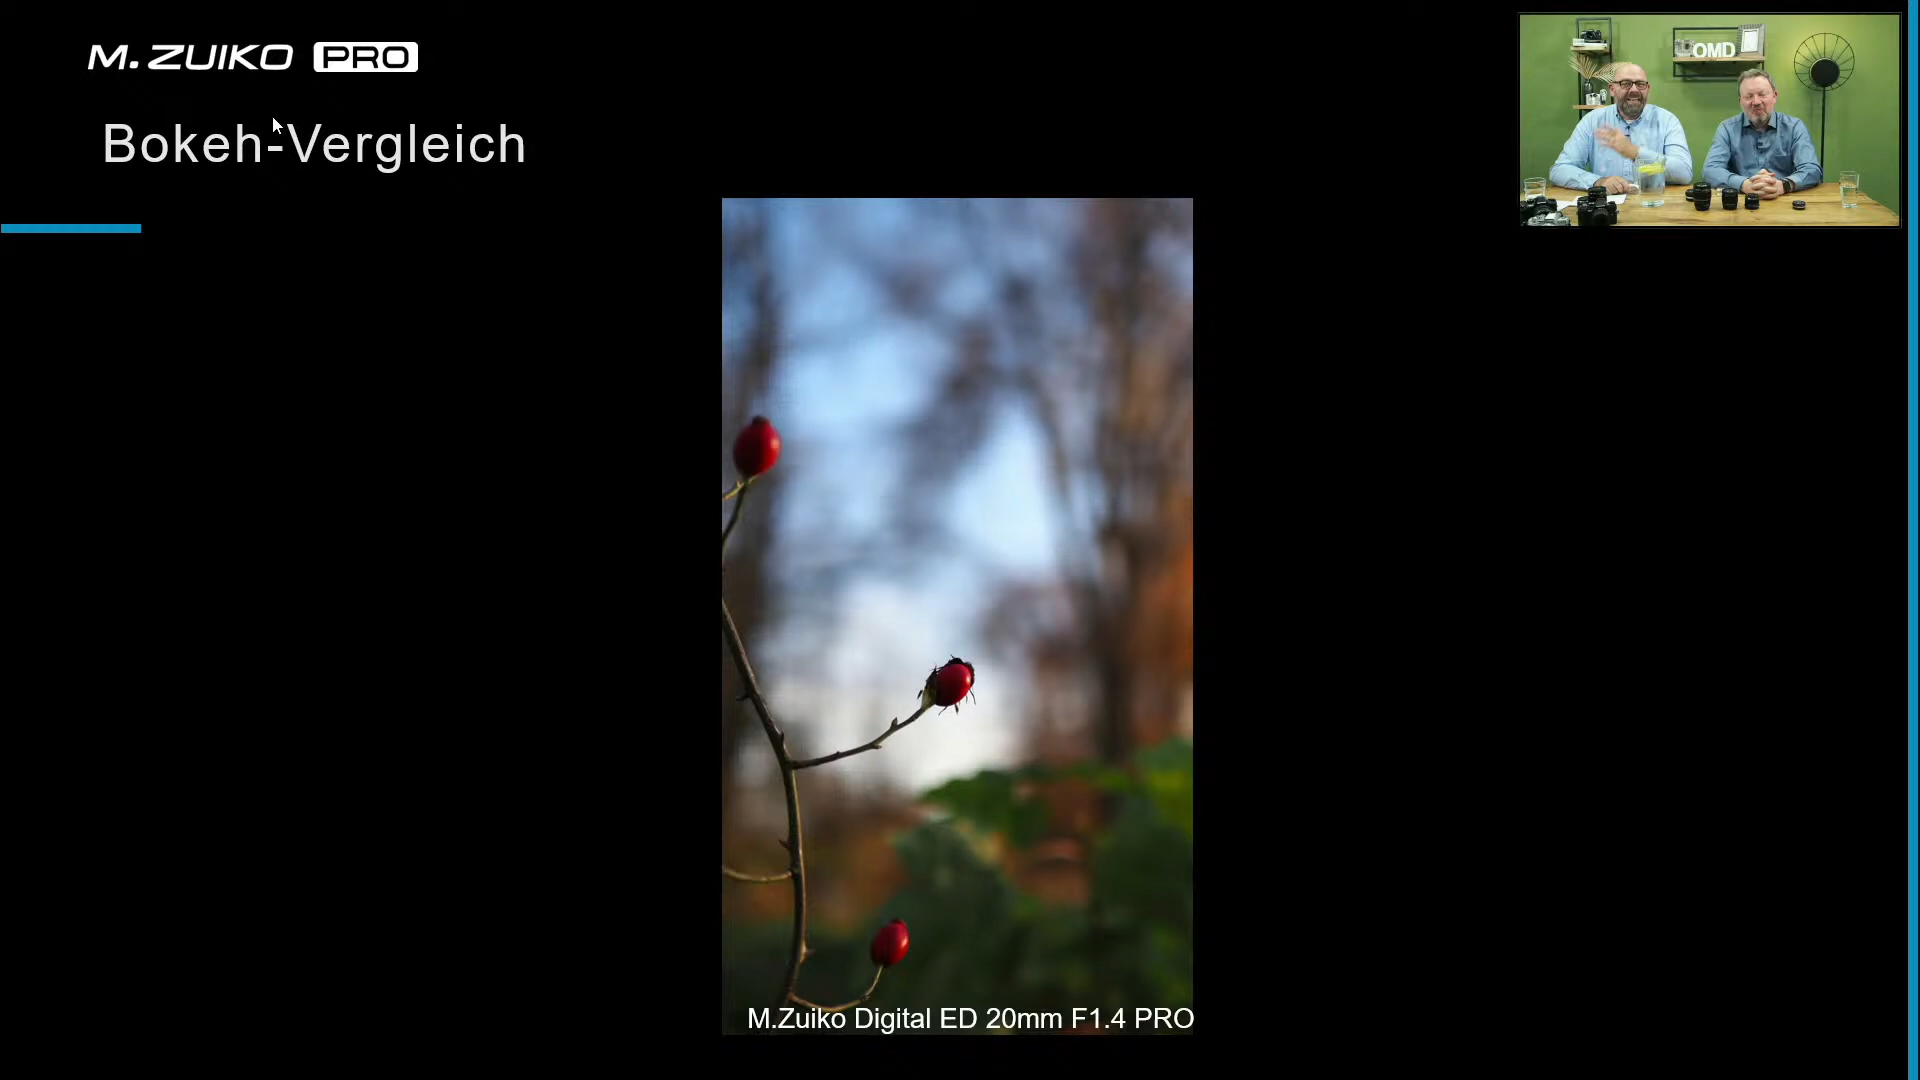 M.ZUIKO PRO
Bokeh-Vergleich
OMD
M.Zuiko Digital ED 20mm F1.4 PRO